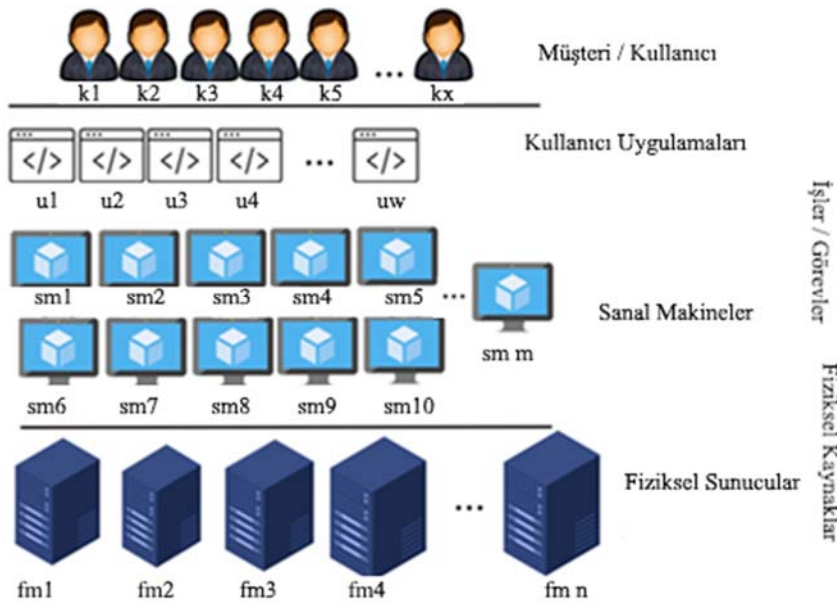 k1 k2 k3 k4 k5 ... kx
Müşteri / Kullanıcı
</> </> </> </> ... </>
u1 u2 u3 u4 uw
Kullanıcı Uygulamaları
sm1 sm2 sm3 sm4 sm5 ... sm m
Sanal Makineler
sm6 sm7 sm8 sm9 sm10
İşler / Görevler
fm1 fm2 fm3 fm4 ... fm n
Fiziksel Sunucular
Fiziksel Kaynaklar